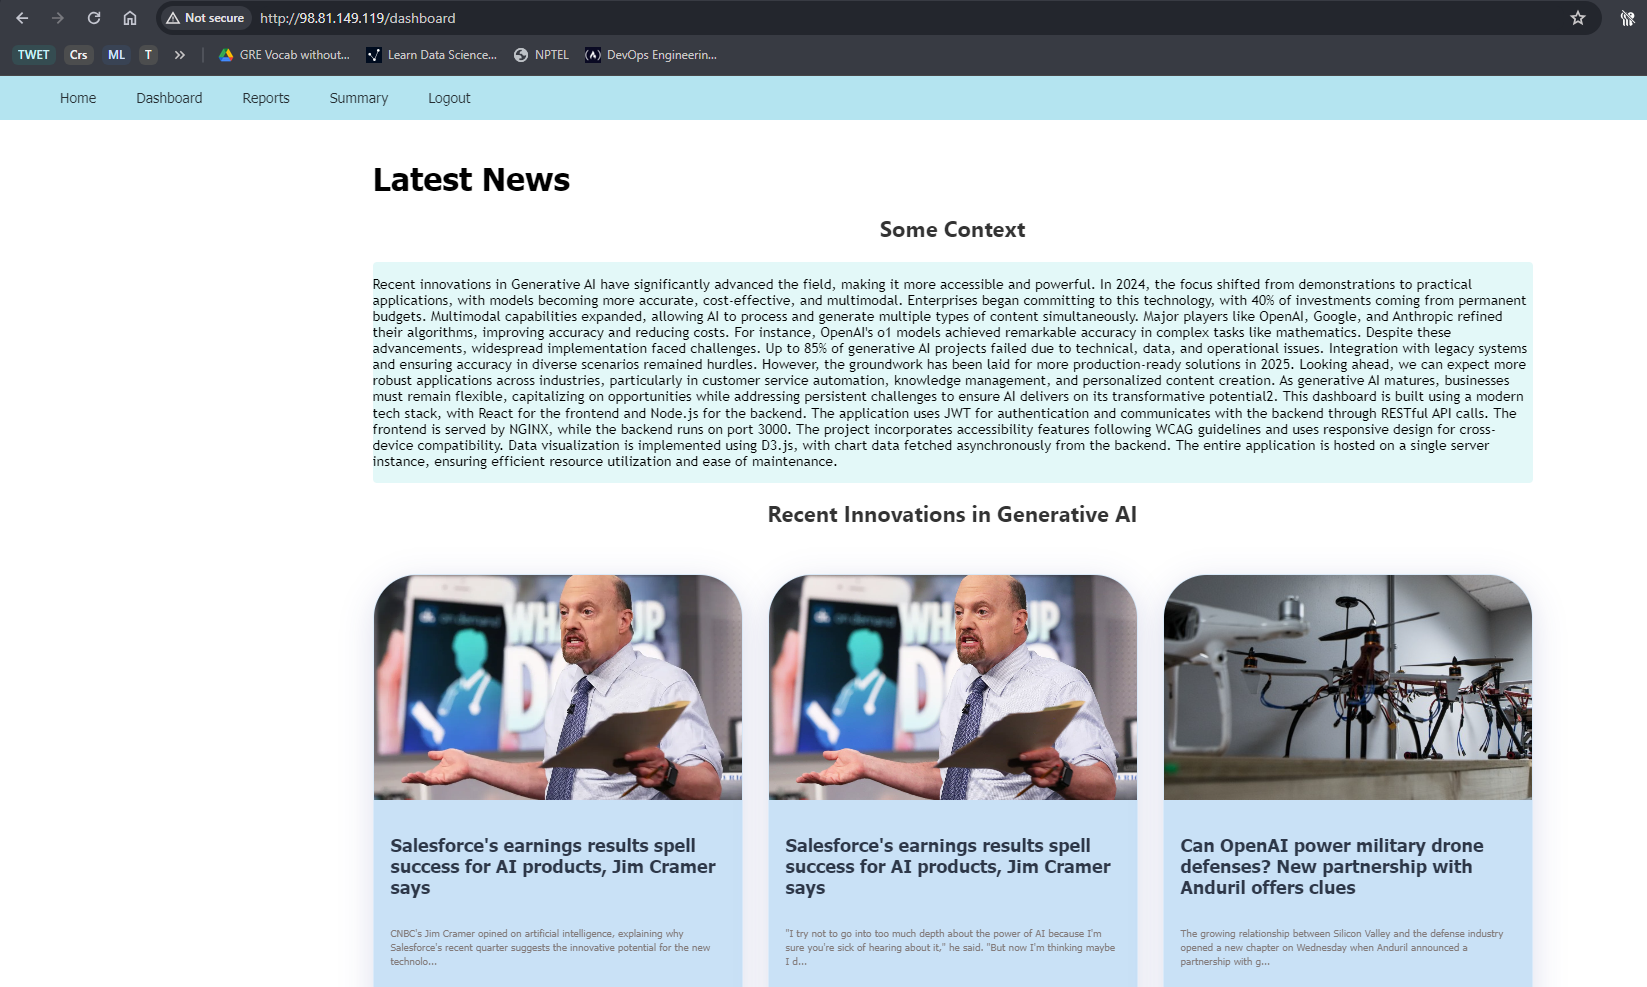 Not secure http://98.81.149.119/dashboard
TWET Crs ML T » GRE Vocab without... Learn Data Science... NPTEL DevOps Engineerin...
Home Dashboard Reports Summary Logout
Latest News
Some Context
Recent innovations in Generative AI have significantly advanced the field, making it more accessible and powerful. In 2024, the focus shifted from demonstrations to practical
applications, with models becoming more accurate, cost-effective, and multimodal. Enterprises began committing to this technology, with 40% of investments coming from permanent
budgets. Multimodal capabilities expanded, allowing AI to process and generate multiple types of content simultaneously. Major players like OpenAI, Google, and Anthropic refined
their algorithms, improving accuracy and reducing costs. For instance, OpenAI's o1 models achieved remarkable accuracy in complex tasks like mathematics. Despite these
advancements, widespread implementation faced challenges. Up to 85% of generative AI projects failed due to technical, data, and operational issues. Integration with legacy systems
and ensuring accuracy in diverse scenarios remained hurdles. However, the groundwork has been laid for more production-ready solutions in 2025. Looking ahead, we can expect more
robust applications across industries, particularly in customer service automation, knowledge management, and personalized content creation. As generative AI matures, businesses
must remain flexible, capitalizing on opportunities while addressing persistent challenges to ensure AI delivers on its transformative potential2. This dashboard is built using a modern
tech stack, with React for the frontend and Node.js for the backend. The application uses JWT for authentication and communicates with the backend through RESTful API calls. The
frontend is served by NGINX, while the backend runs on port 3000. The project incorporates accessibility features following WCAG guidelines and uses responsive design for cross-
device compatibility. Data visualization is implemented using D3.js, with chart data fetched asynchronously from the backend. The entire application is hosted on a single server
instance, ensuring efficient resource utilization and ease of maintenance.
Recent Innovations in Generative AI
Salesforce's earnings results spell
success for AI products, Jim Cramer
says
CNBC's Jim Cramer opined on artificial intelligence, explaining why
Salesforce's recent quarter suggests the innovative potential for the new
technolo...
Salesforce's earnings results spell
success for AI products, Jim Cramer
says
"I try not to go into too much depth about the power of AI because I'm
sure you're sick of hearing about it," he said. "But now I'm thinking maybe
I d...
Can OpenAI power military drone
defenses? New partnership with
Anduril offers clues
The growing relationship between Silicon Valley and the defense industry
opened a new chapter on Wednesday when Anduril announced a
partnership with g...